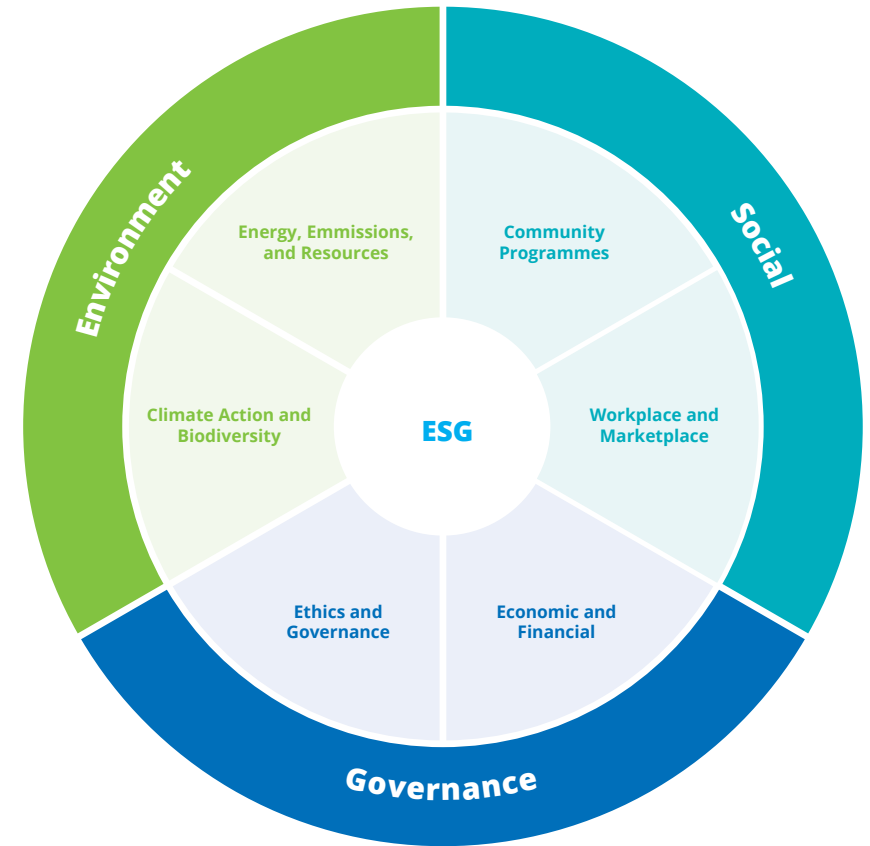 Environment
Social
Energy, Emmissions,
and Resources
Community
Programmes
Climate Action and
Biodiversity
ESG
Workplace and
Marketplace
Ethics and
Governance
Economic and
Financial
Governance